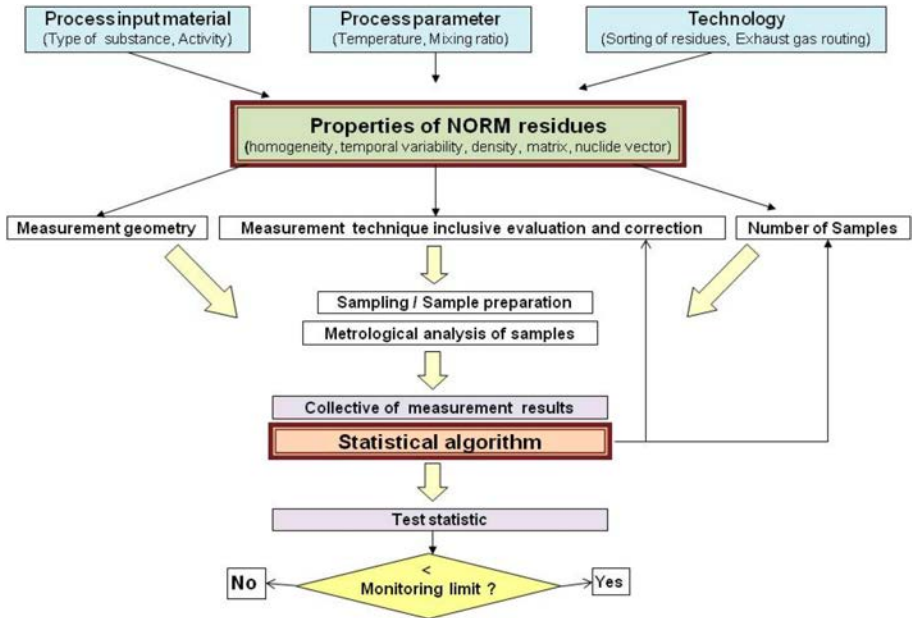 Process input material
(Type of substance, Activity)
Process parameter
(Temperature, Mixing ratio)
Technology
(Sorting of residues, Exhaust gas routing)
Properties of NORM residues
(homogeneity, temporal variability, density, matrix, nuclide vector)
Measurement geometry
Measurement technique inclusive evaluation and correction
Number of Samples
Sampling / Sample preparation
Metrological analysis of samples
Collective of measurement results
Statistical algorithm
Test statistic
<
Monitoring limit ?
No
Yes